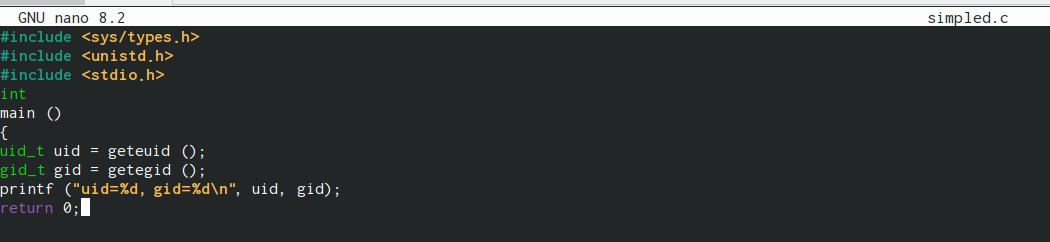 GNU nano 8.2 simpled.c
#include <sys/types.h>
#include <unistd.h>
#include <stdio.h>
int
main ()
{
uid_t uid = geteuid ();
gid_t gid = getegid ();
printf ("uid=%d, gid=%d\n", uid, gid);
return 0;